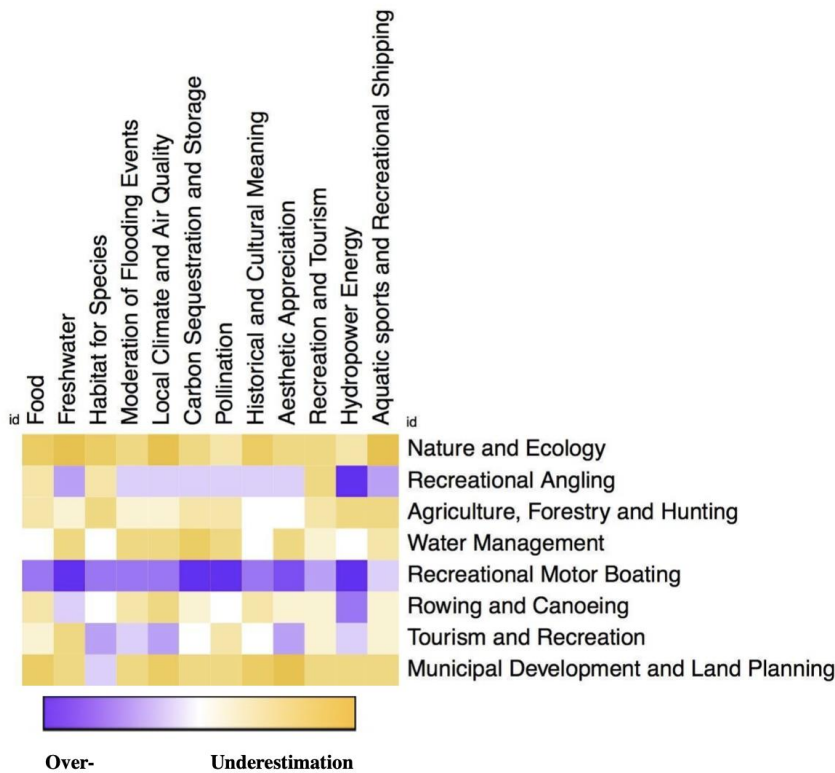 id
Food
Freshwater
Habitat for Species
Moderation of Flooding Events
Local Climate and Air Quality
Carbon Sequestration and Storage
Pollination
Historical and Cultural Meaning
Aesthetic Appreciation
Recreation and Tourism
Hydropower Energy
Aquatic sports and Recreational Shipping
id
Nature and Ecology
Recreational Angling
Agriculture, Forestry and Hunting
Water Management
Recreational Motor Boating
Rowing and Canoeing
Tourism and Recreation
Municipal Development and Land Planning
Over- Underestimation